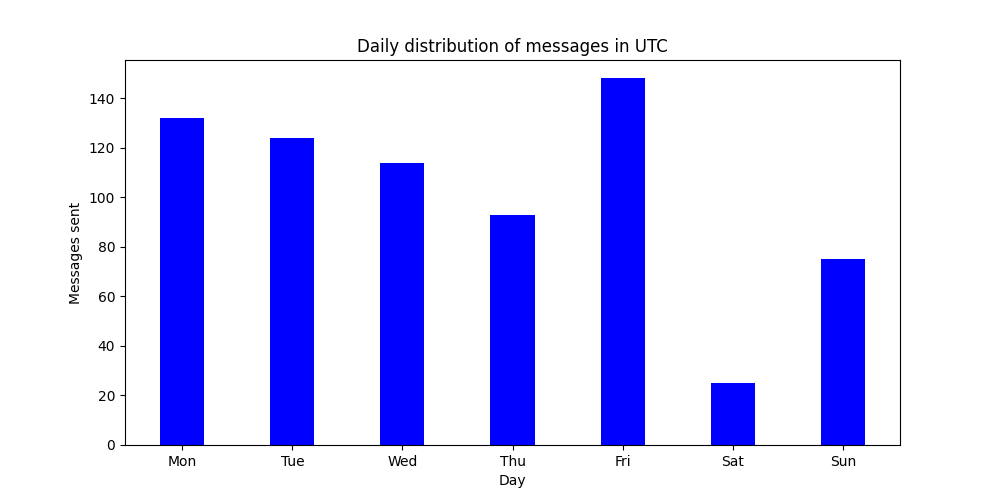 Daily distribution of messages in UTC
Messages sent
140
120
100
80
60
40
20
0
Mon Tue Wed Thu Fri Sat Sun
Day